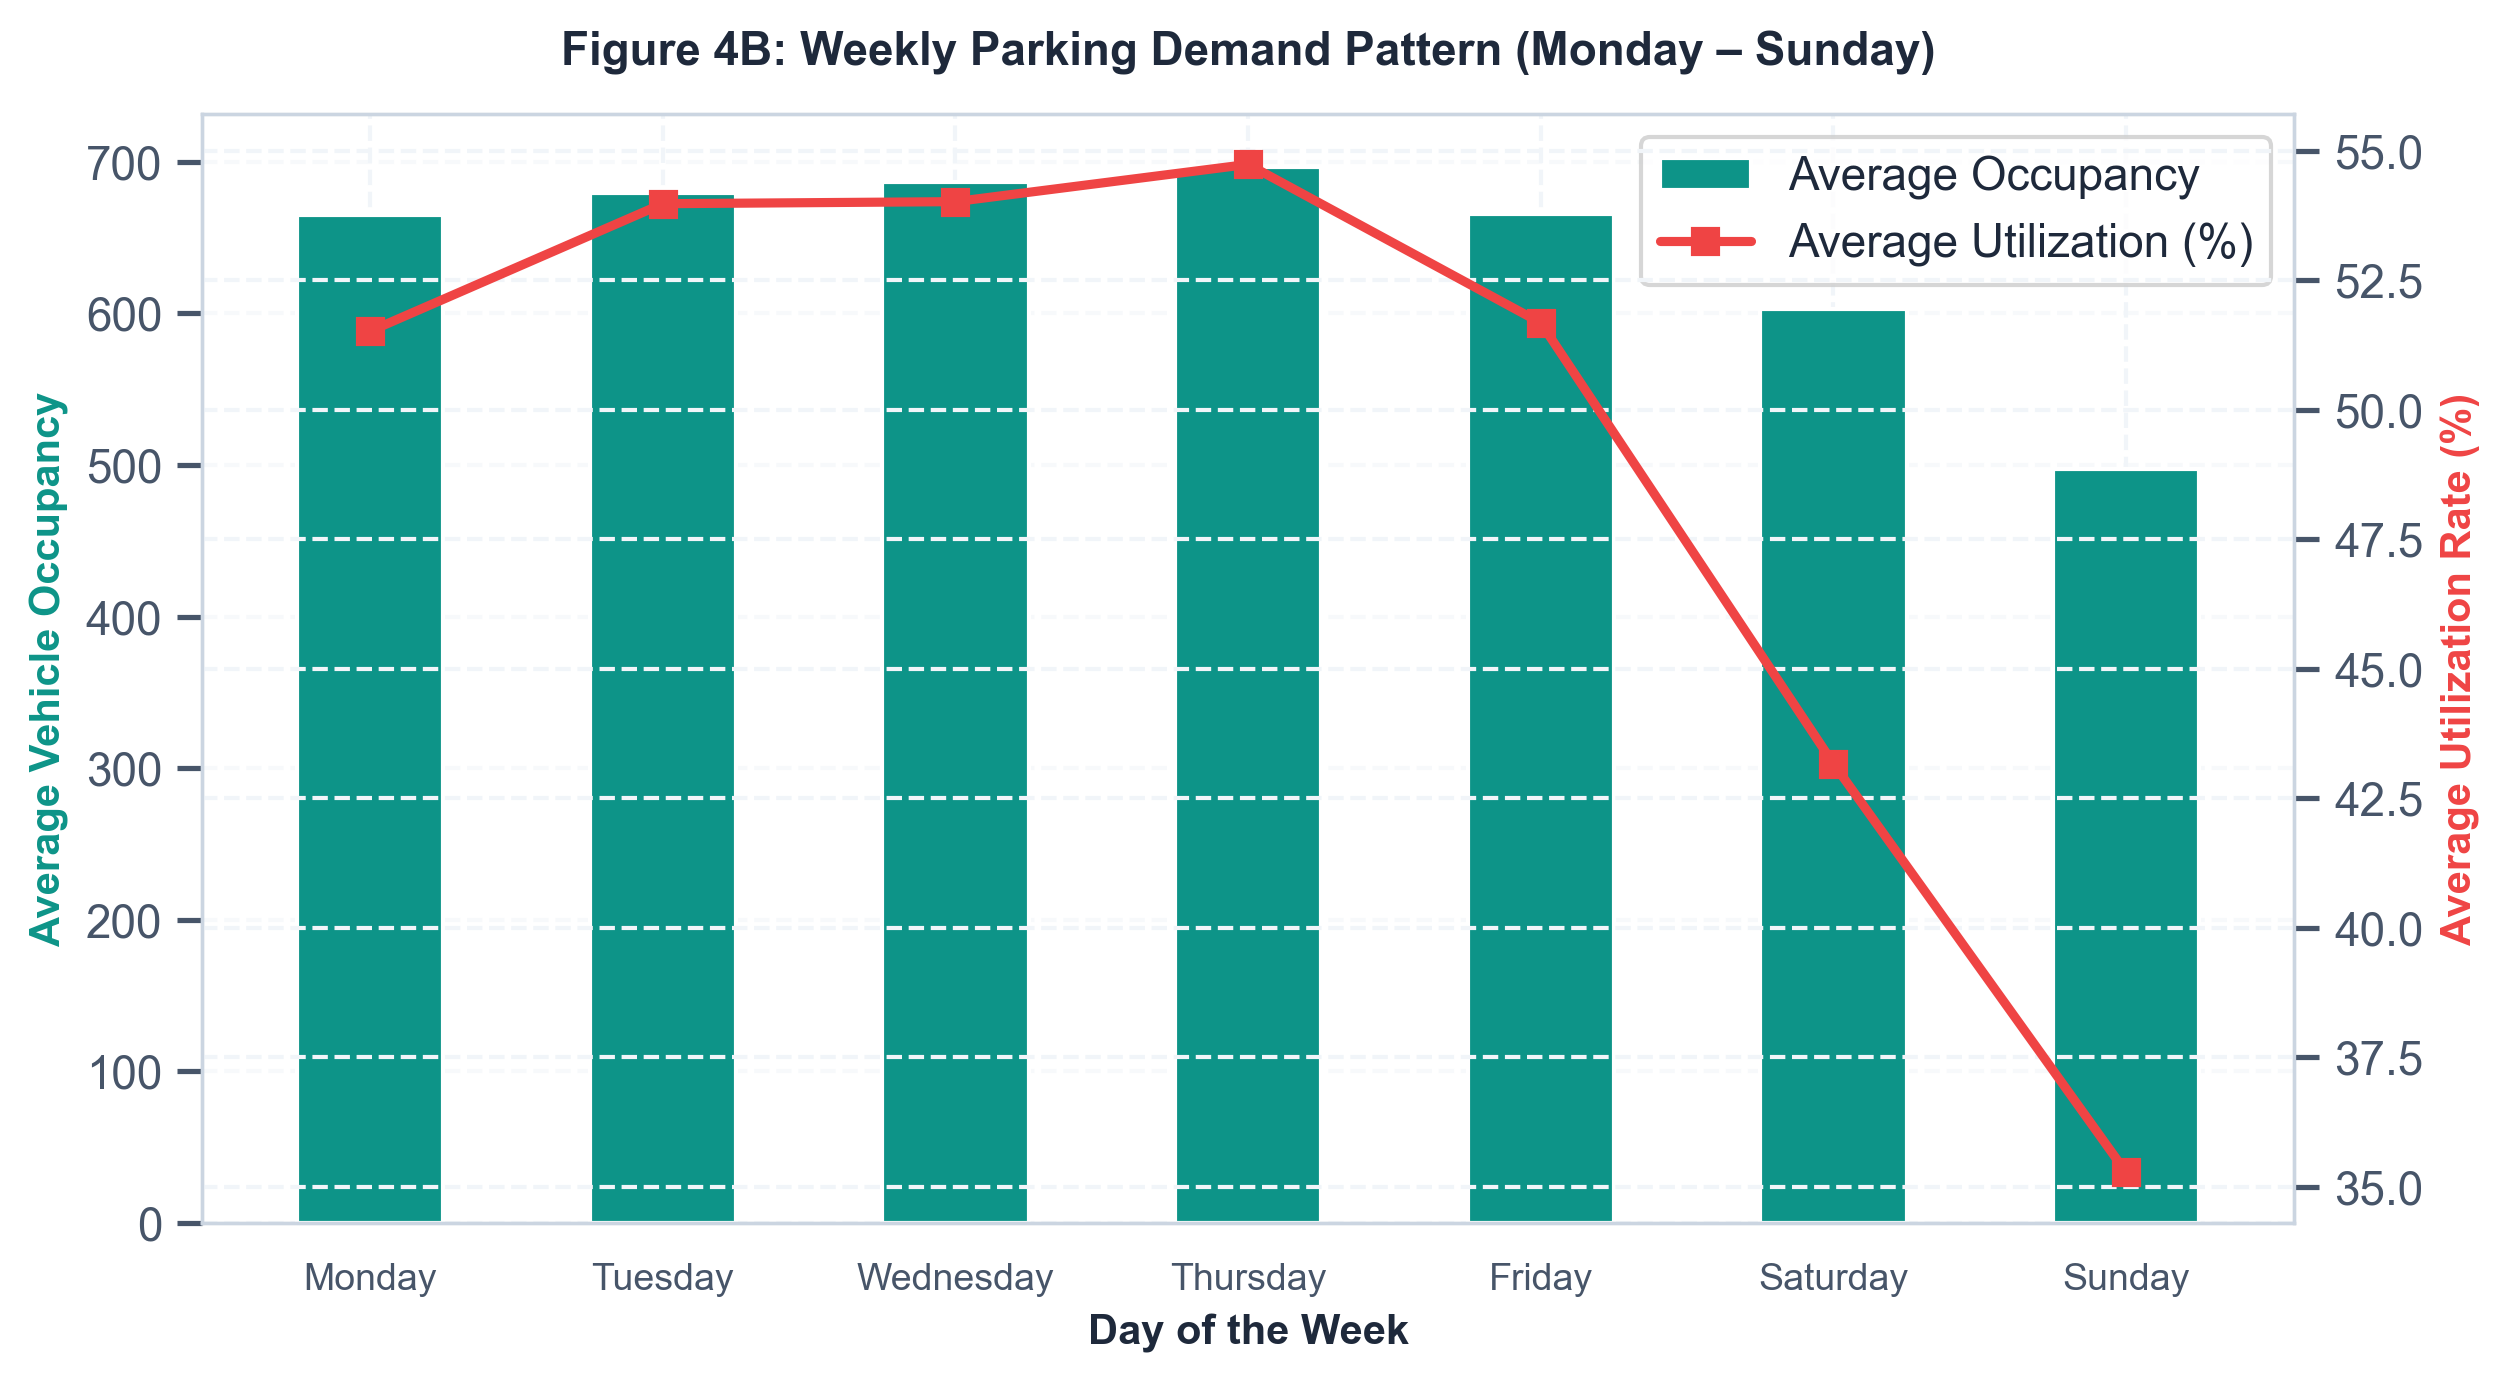 Figure 4B: Weekly Parking Demand Pattern (Monday – Sunday)
Average Occupancy
Average Utilization (%)
Average Vehicle Occupancy
700
600
500
400
300
200
100
0
55.0
52.5
50.0
47.5
45.0
42.5
40.0
37.5
35.0
Average Utilization Rate (%)
Monday Tuesday Wednesday Thursday Friday Saturday Sunday
Day of the Week